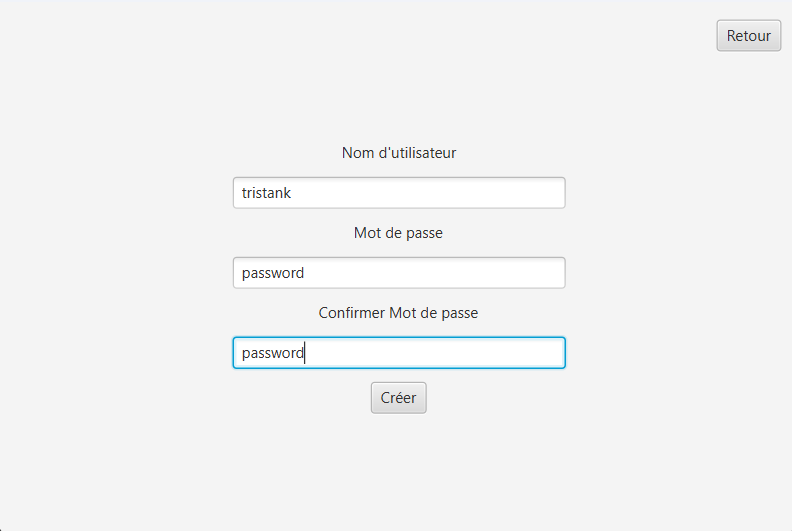 Retour
Nom d'utilisateur
tristank
Mot de passe
password
Confirmer Mot de passe
password
Créer